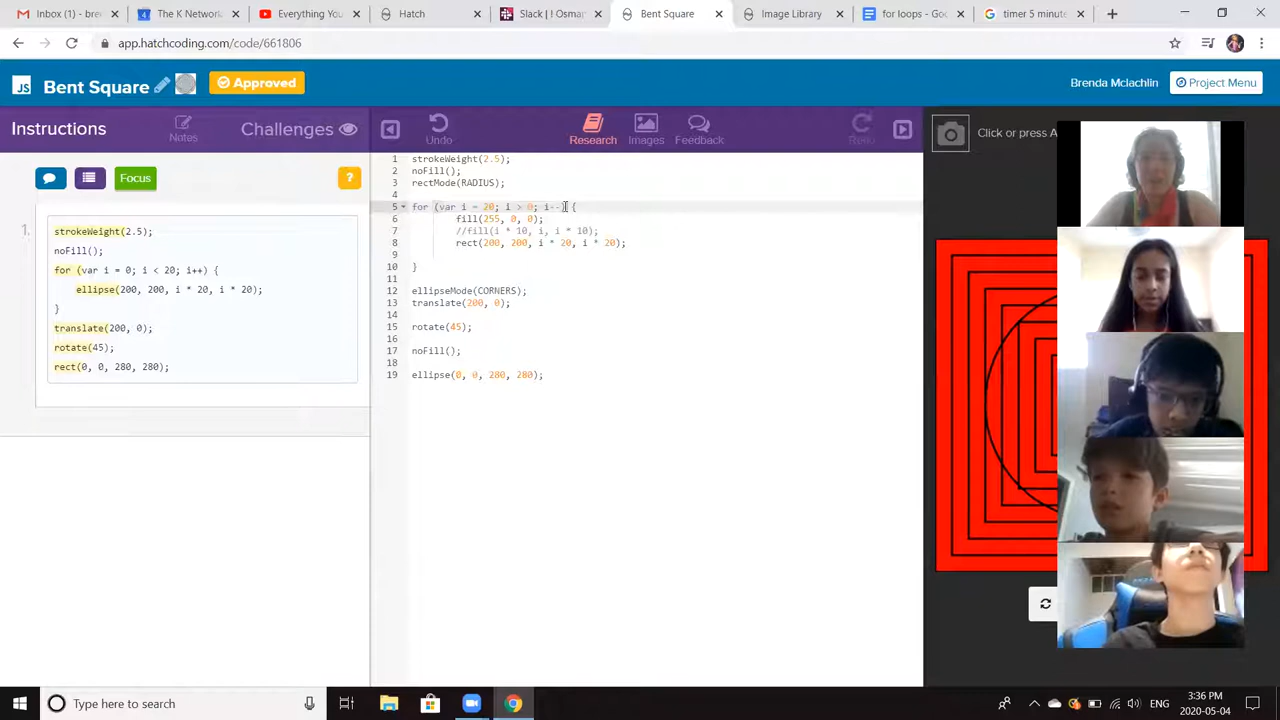 Inbox (1) - brev
The K Network
Everything You
Hatch
Slack | I Osman
Bent Square
Image Library
for loops - Goo
timer 5 minute
app.hatchcoding.com/code/661806
JS Bent Square Approved
Brenda Mclachlin
Project Menu
Instructions
Notes
Challenges
Undo
Research
Images
Feedback
Redo
Click or press A
Focus
?
1.
strokeWeight(2.5);
noFill();
for (var i = 0; i < 20; i++) {
ellipse(200, 200, i * 20, i * 20);
}
translate(200, 0);
rotate(45);
rect(0, 0, 280, 280);
1 strokeWeight(2.5);
2 noFill();
3 rectMode(RADIUS);
4
5 for (var i = 20; i > 0; i--) {
6 fill(255, 0, 0);
7 //fill(i * 10, i, i * 10);
8 rect(200, 200, i * 20, i * 20);
9
10 }
11
12 ellipseMode(CORNERS);
13 translate(200, 0);
14
15 rotate(45);
16
17 noFill();
18
19 ellipse(0, 0, 280, 280);
Type here to search
ENG
3:36 PM
2020-05-04